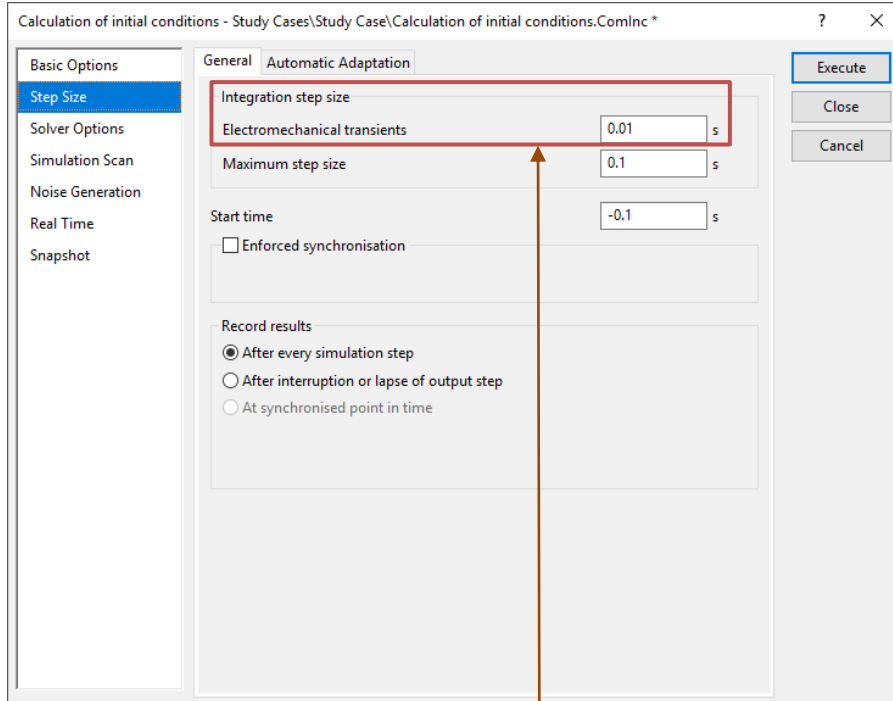 Calculation of initial conditions - Study Cases\Study Case\Calculation of initial conditions.ComInc *
? X
Basic Options
Step Size
Solver Options
Simulation Scan
Noise Generation
Real Time
Snapshot
General Automatic Adaptation
Integration step size
Electromechanical transients 0.01 s
Maximum step size 0.1 s
Start time -0.1 s
Enforced synchronisation
Record results
After every simulation step
After interruption or lapse of output step
At synchronised point in time
Execute
Close
Cancel